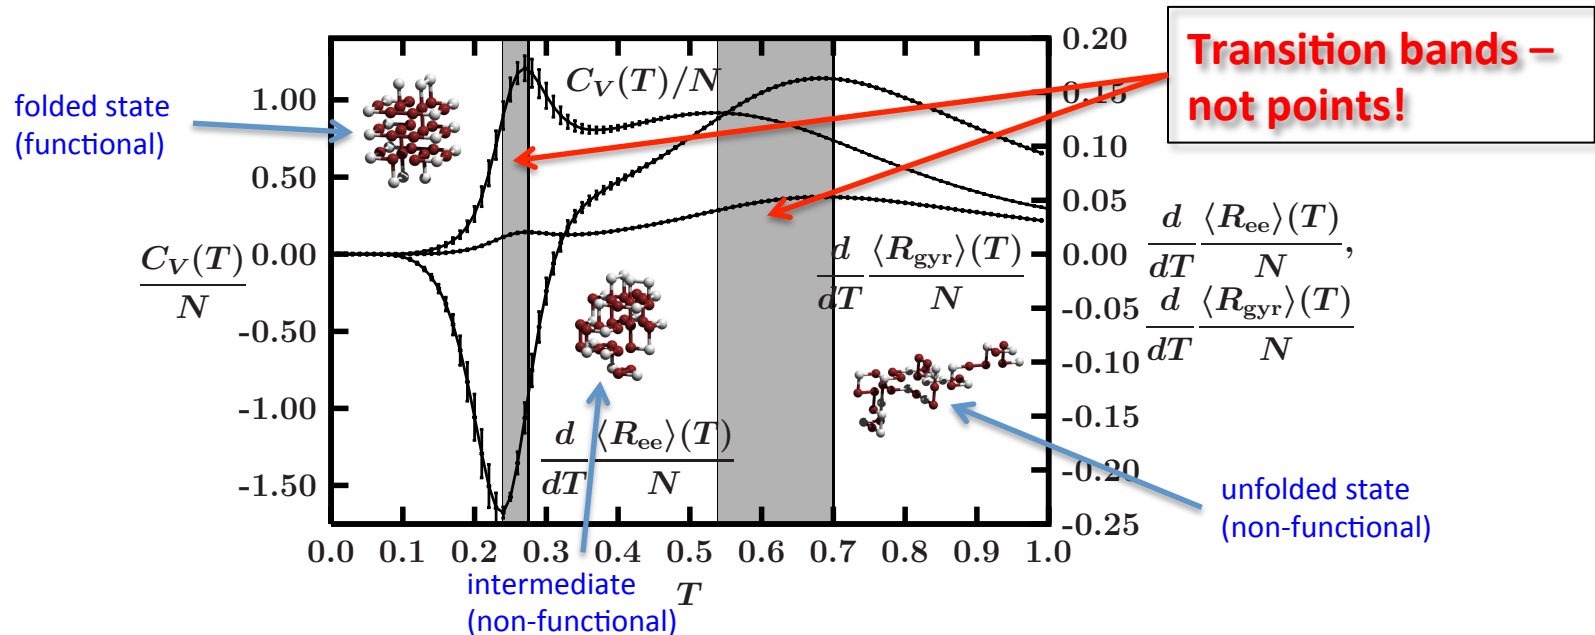 Transition bands –
not points!
folded state
(functional)
C_V(T)/N
1.00
0.50
0.00
-0.50
-1.00
-1.50
C_V(T)
N
0.20
0.15
0.10
0.05
0.00
-0.05
-0.10
-0.15
-0.20
-0.25
d ⟨R_gyr⟩(T)
dT N
d ⟨R_ee⟩(T) ,
dT N
d ⟨R_gyr⟩(T)
dT N
d ⟨R_ee⟩(T)
dT N
unfolded state
(non-functional)
0.0 0.1 0.2 0.3 0.4 0.5 0.6 0.7 0.8 0.9 1.0
T
intermediate
(non-functional)